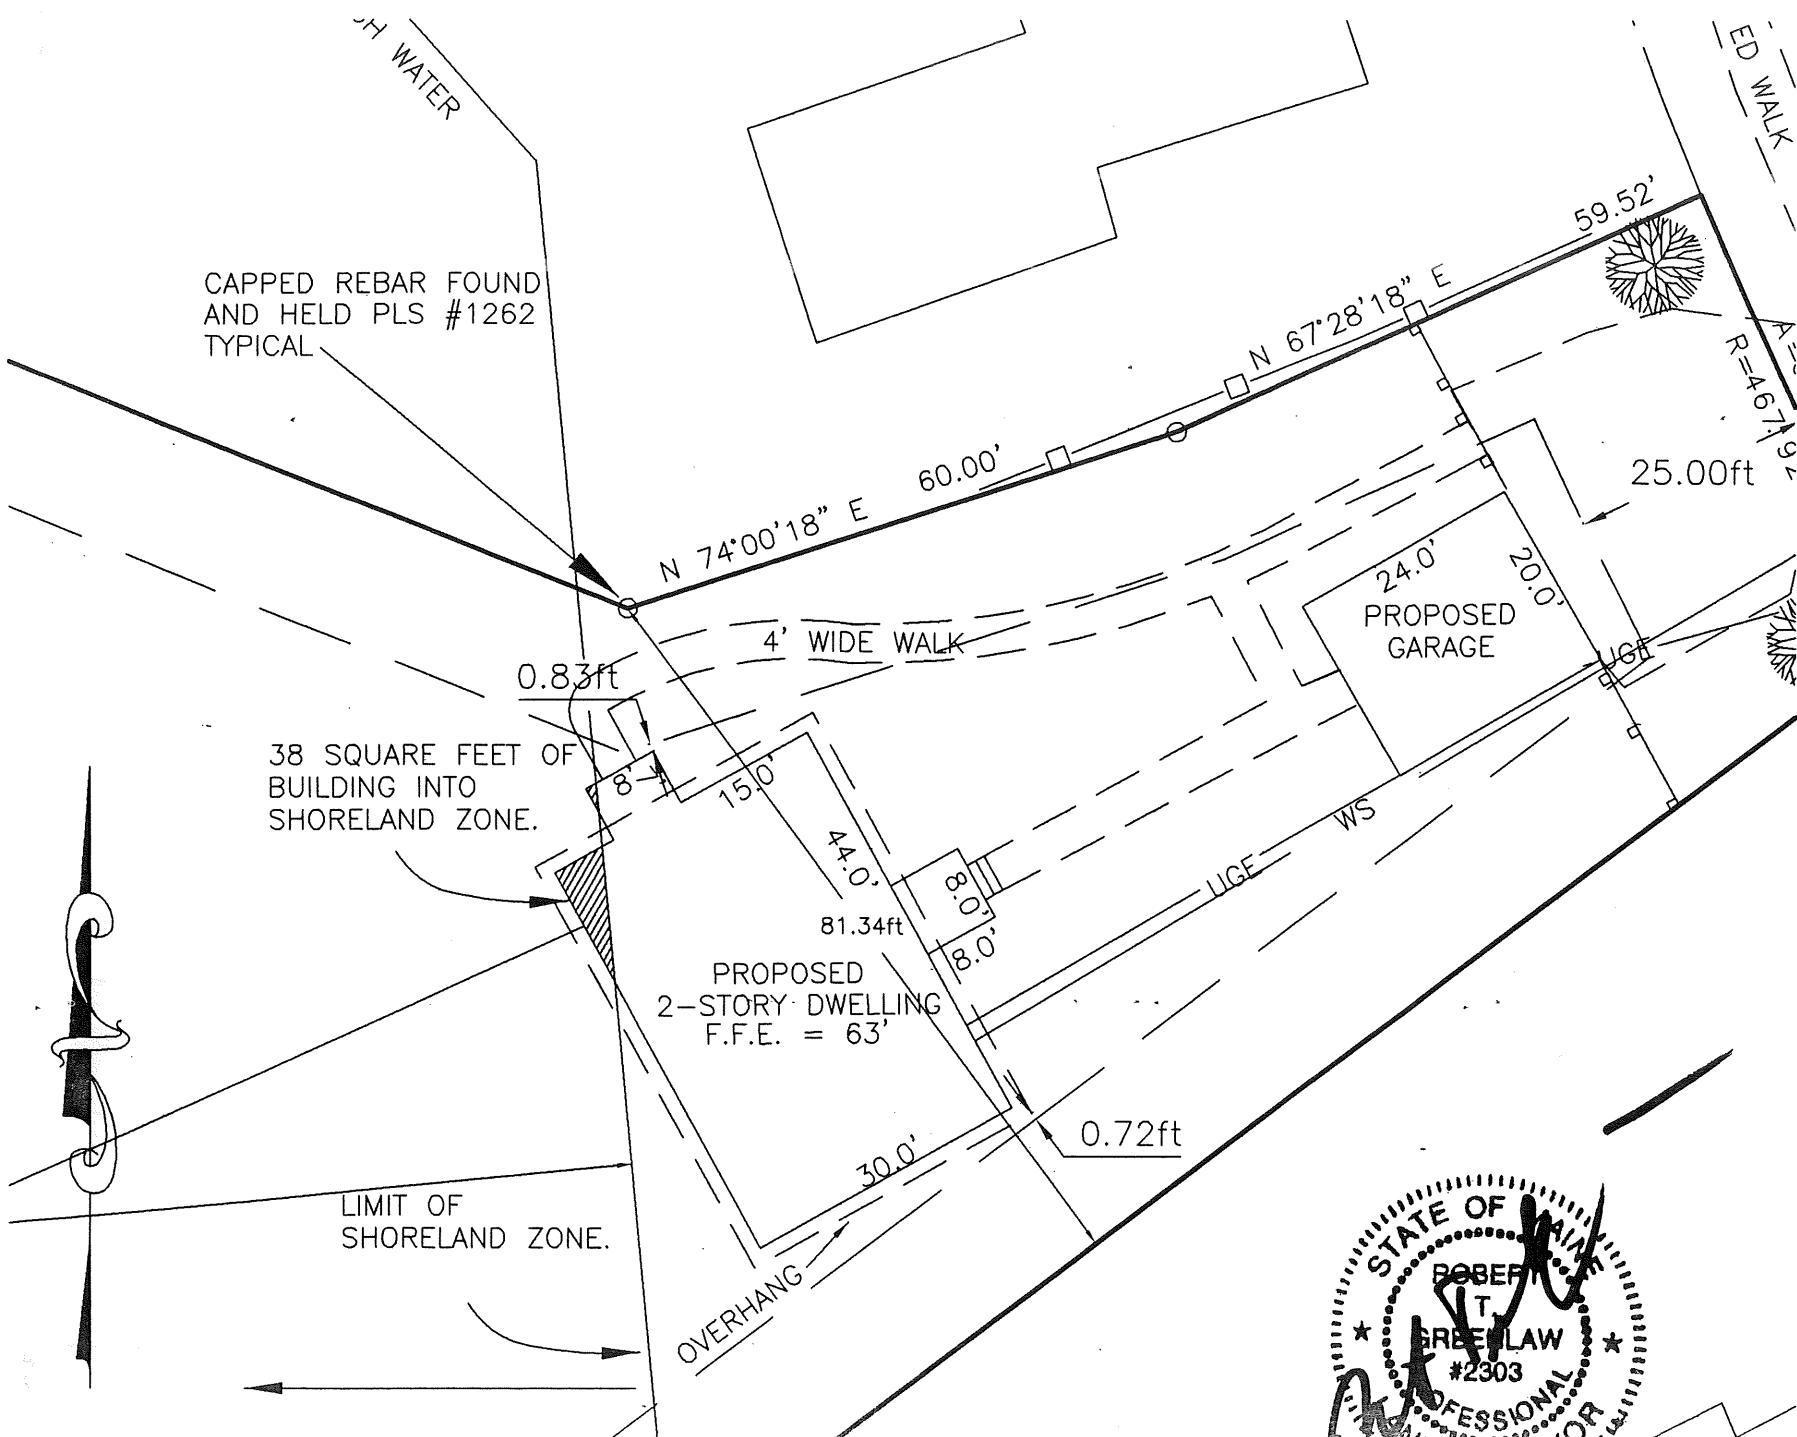 WATER
ED WALK
59.52'
CAPPED REBAR FOUND
AND HELD PLS #1262
TYPICAL
N 67°28'18" E
60.00'
N 74°00'18" E
25.00ft
24.0'
20.0'
PROPOSED
GARAGE
4' WIDE WALK
0.83ft
UGE
38 SQUARE FEET OF
BUILDING INTO
SHORELAND ZONE.
8'
15.0'
WS
44.0'
UGE
8.0'
81.34ft
8.0'
PROPOSED
2-STORY DWELLING
F.F.E. = 63'
0.72ft
30.0'
LIMIT OF
SHORELAND ZONE.
OVERHANG
STATE OF MAINE
ROBERT
T.
GREENLAW
#2303